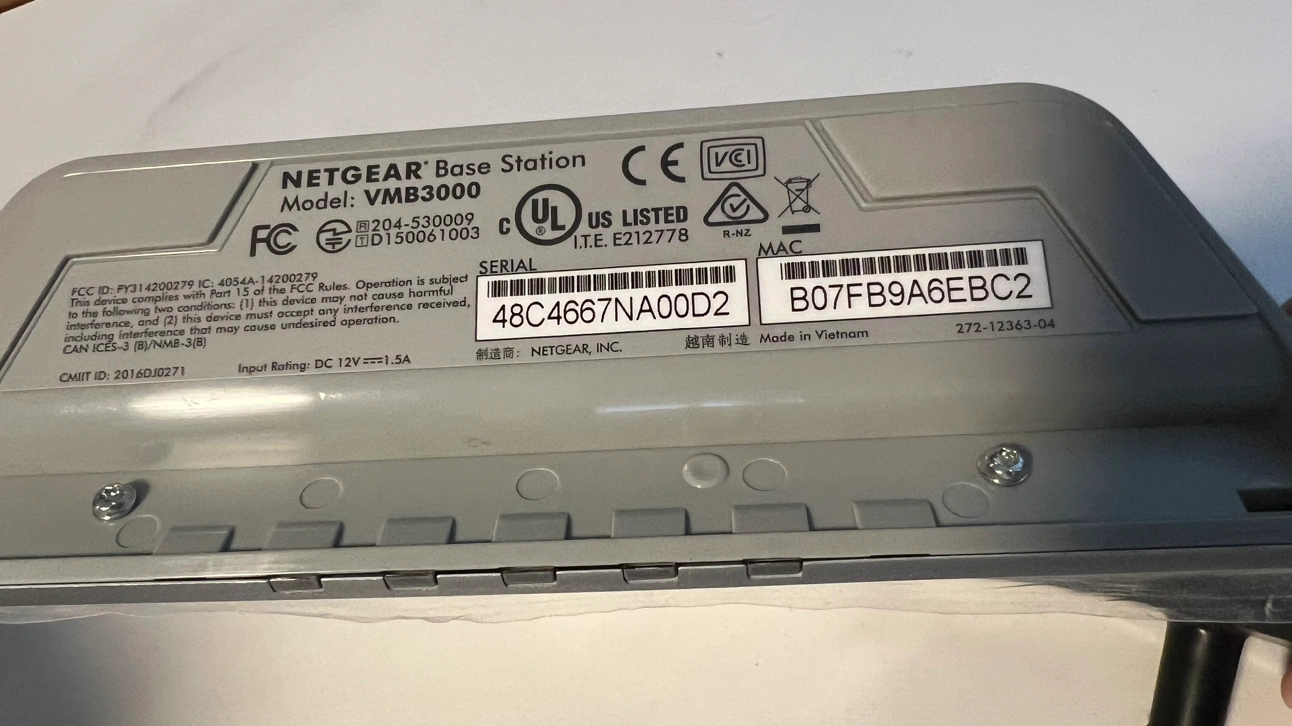 NETGEAR® Base Station
Model: VMB3000
FC
R 204-530009
T D150061003
C UL ® US LISTED
I.T.E. E212778
CE
VCI
R-NZ
FCC ID: PY314200279 IC: 4054A-14200279
This device complies with Part 15 of the FCC Rules. Operation is subject
to the following two conditions: (1) this device may not cause harmful
interference, and (2) this device must accept any interference received,
including interference that may cause undesired operation.
CAN ICES-3 (B)/NMB-3(B)
CMIIT ID: 2016DJ0271
Input Rating: DC 12V⎓1.5A
SERIAL
48C4667NA00D2
MAC
B07FB9A6EBC2
制造商: NETGEAR, INC.
越南制造 Made in Vietnam
272-12363-04